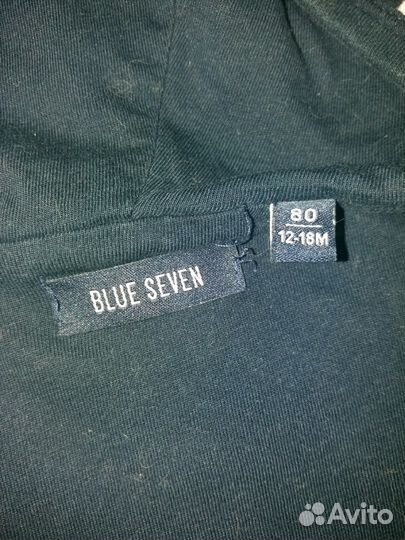 80
12-18M
BLUE SEVEN
Avito